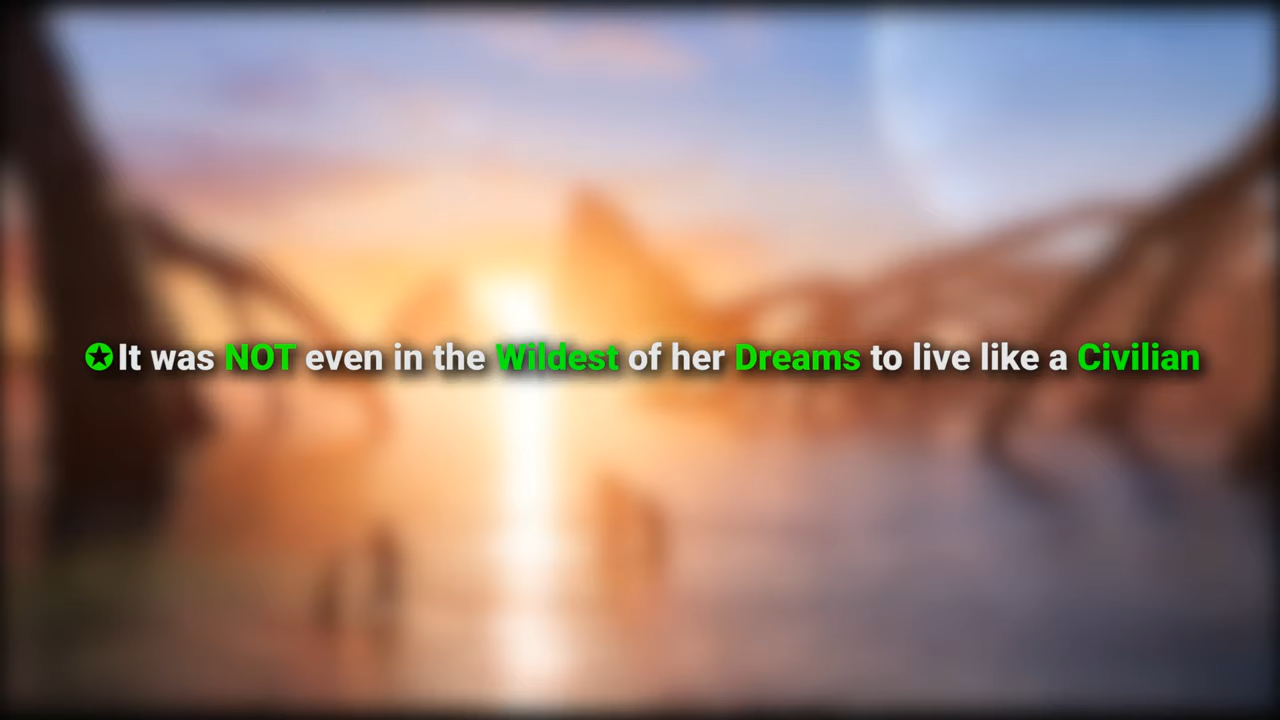 ✪It was NOT even in the Wildest of her Dreams to live like a Civilian